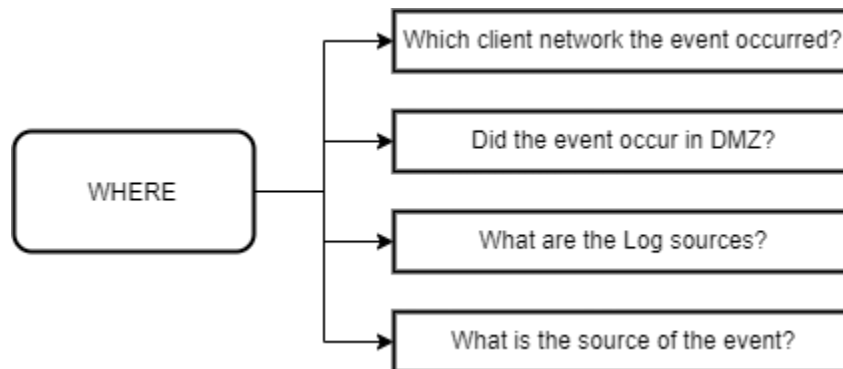 Which client network the event occurred?
Did the event occur in DMZ?
WHERE
What are the Log sources?
What is the source of the event?